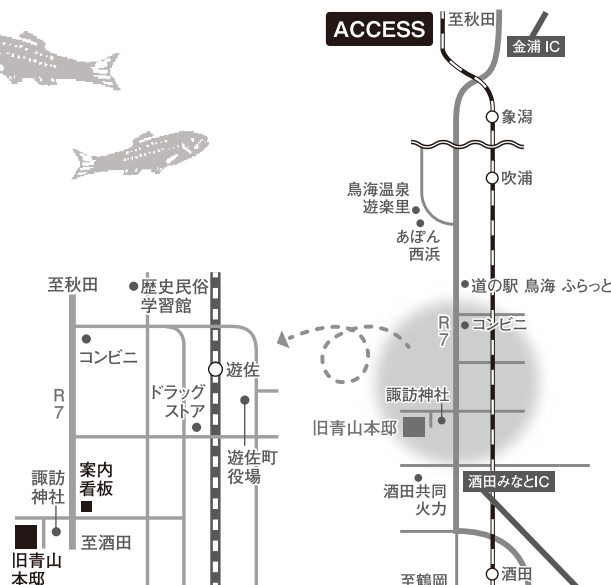 ACCESS
至秋田
金浦 IC
象潟
吹浦
鳥海温泉
遊楽里
あぽん
西浜
道の駅 鳥海 ふらっと
R
7
コンビニ
諏訪神社
旧青山本邸
酒田みなとIC
酒田共同
火力
至鶴岡
酒田
至秋田
歴史民俗
学習館
コンビニ
遊佐
R
7
ドラッグ
ストア
遊佐町
役場
諏訪
神社
案内
看板
至酒田
旧青山
本邸